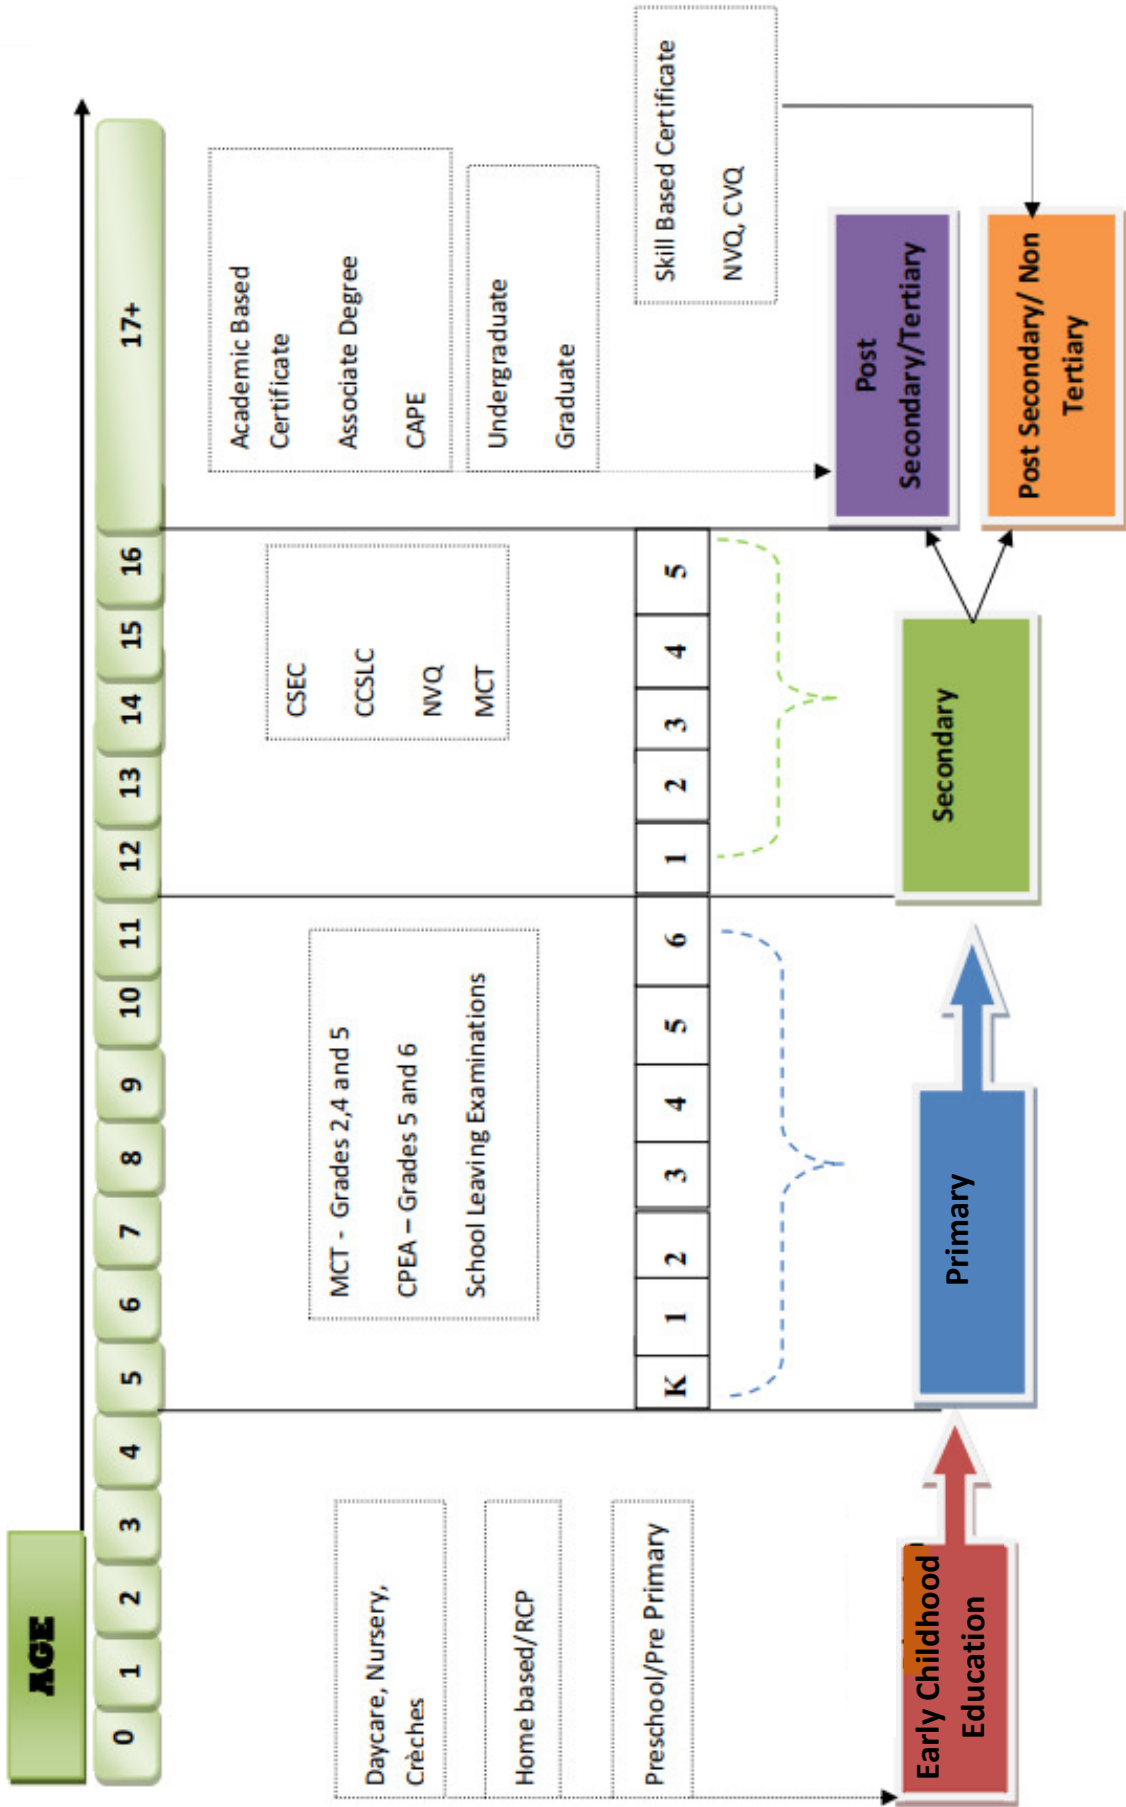 AGE
0 1 2 3 4 5 6 7 8 9 10 11 12 13 14 15 16 17+
Daycare, Nursery,
Crèches
Home based/RCP
Preschool/Pre Primary
MCT - Grades 2,4 and 5
CPEA – Grades 5 and 6
School Leaving Examinations
CSEC
CCSLC
NVQ
MCT
Academic Based
Certificate
Associate Degree
CAPE
Undergraduate
Graduate
Skill Based Certificate
NVQ, CVQ
K 1 2 3 4 5 6 1 2 3 4 5
Early Childhood
Education
Primary
Secondary
Post
Secondary/Tertiary
Post Secondary/ Non
Tertiary